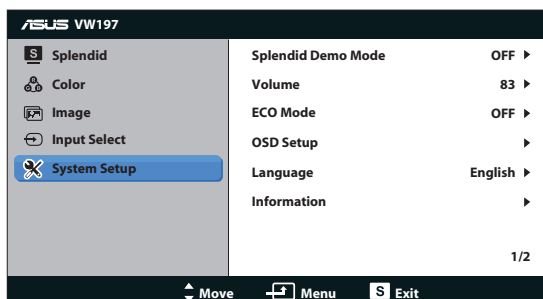 ASUS VW197
S Splendid
Color
Image
Input Select
System Setup
Splendid Demo Mode OFF
Volume 83
ECO Mode OFF
OSD Setup
Language English
Information
1/2
Move Menu S Exit